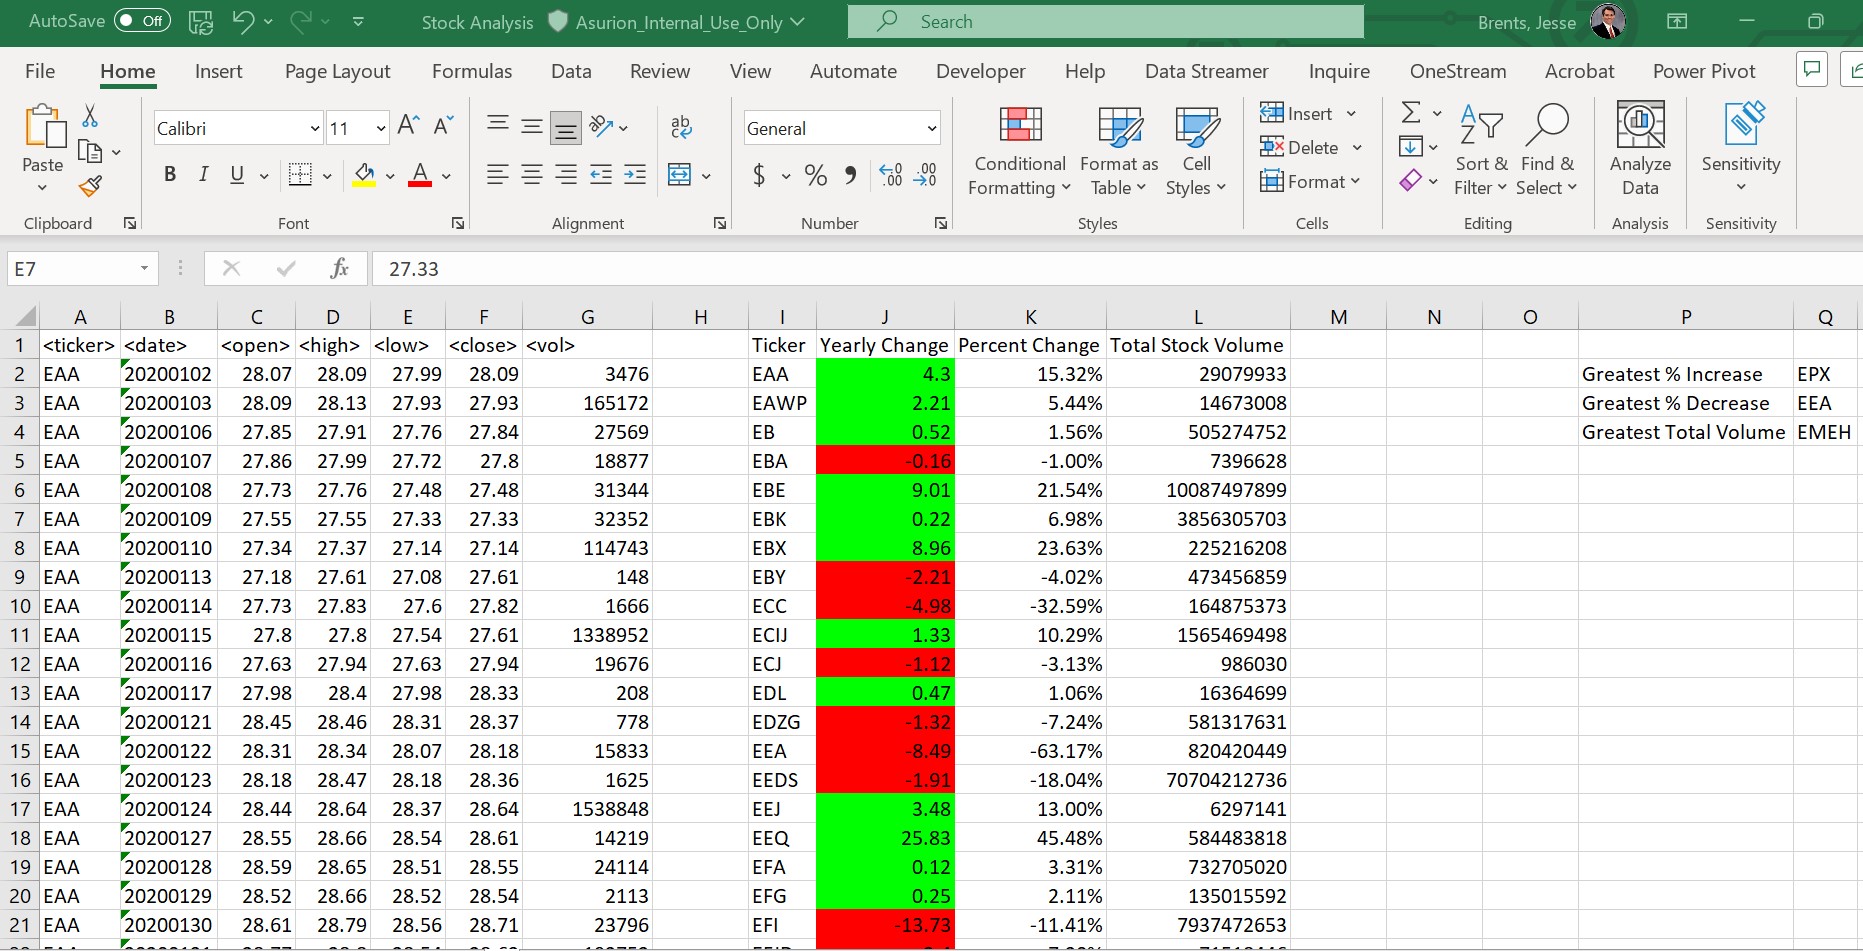 AutoSave Off Stock Analysis Asurion_Internal_Use_Only Search Brents, Jesse
File Home Insert Page Layout Formulas Data Review View Automate Developer Help Data Streamer Inquire OneStream Acrobat Power Pivot
Calibri 11 General
Paste
B I U $ % 
Conditional Formatting
Format as Table
Cell Styles
Insert
Delete
Format
Sort & Filter
Find & Select
Analyze Data
Sensitivity
Clipboard Font Alignment Number Styles Cells Editing Analysis Sensitivity
E7 fx 27.33
A B C D E F G H I J K L M N O P Q
1 <ticker> <date> <open> <high> <low> <close> <vol> Ticker Yearly Change Percent Change Total Stock Volume
2 EAA 20200102 28.07 28.09 27.99 28.09 3476 EAA 4.3 15.32% 29079933 Greatest % Increase EPX
3 EAA 20200103 28.09 28.13 27.93 27.93 165172 EAWP 2.21 5.44% 14673008 Greatest % Decrease EEA
4 EAA 20200106 27.85 27.91 27.76 27.84 27569 EB 0.52 1.56% 505274752 Greatest Total Volume EMEH
5 EAA 20200107 27.86 27.99 27.72 27.8 18877 EBA -0.16 -1.00% 7396628
6 EAA 20200108 27.73 27.76 27.48 27.48 31344 EBE 9.01 21.54% 10087497899
7 EAA 20200109 27.55 27.55 27.33 27.33 32352 EBK 0.22 6.98% 3856305703
8 EAA 20200110 27.34 27.37 27.14 27.14 114743 EBX 8.96 23.63% 225216208
9 EAA 20200113 27.18 27.61 27.08 27.61 148 EBY -2.21 -4.02% 473456859
10 EAA 20200114 27.73 27.83 27.6 27.82 1666 ECC -4.98 -32.59% 164875373
11 EAA 20200115 27.8 27.8 27.54 27.61 1338952 ECIJ 1.33 10.29% 1565469498
12 EAA 20200116 27.63 27.94 27.63 27.94 19676 ECJ -1.12 -3.13% 986030
13 EAA 20200117 27.98 28.4 27.98 28.33 208 EDL 0.47 1.06% 16364699
14 EAA 20200121 28.45 28.46 28.31 28.37 778 EDZG -1.32 -7.24% 581317631
15 EAA 20200122 28.31 28.34 28.07 28.18 15833 EEA -8.49 -63.17% 820420449
16 EAA 20200123 28.18 28.47 28.18 28.36 1625 EEDS -1.91 -18.04% 70704212736
17 EAA 20200124 28.44 28.64 28.37 28.64 1538848 EEJ 3.48 13.00% 6297141
18 EAA 20200127 28.55 28.66 28.54 28.61 14219 EEQ 25.83 45.48% 584483818
19 EAA 20200128 28.59 28.65 28.51 28.55 24114 EFA 0.12 3.31% 732705020
20 EAA 20200129 28.52 28.66 28.52 28.54 2113 EFG 0.25 2.11% 135015592
21 EAA 20200130 28.61 28.79 28.56 28.71 23796 EFI -13.73 -11.41% 7937472653